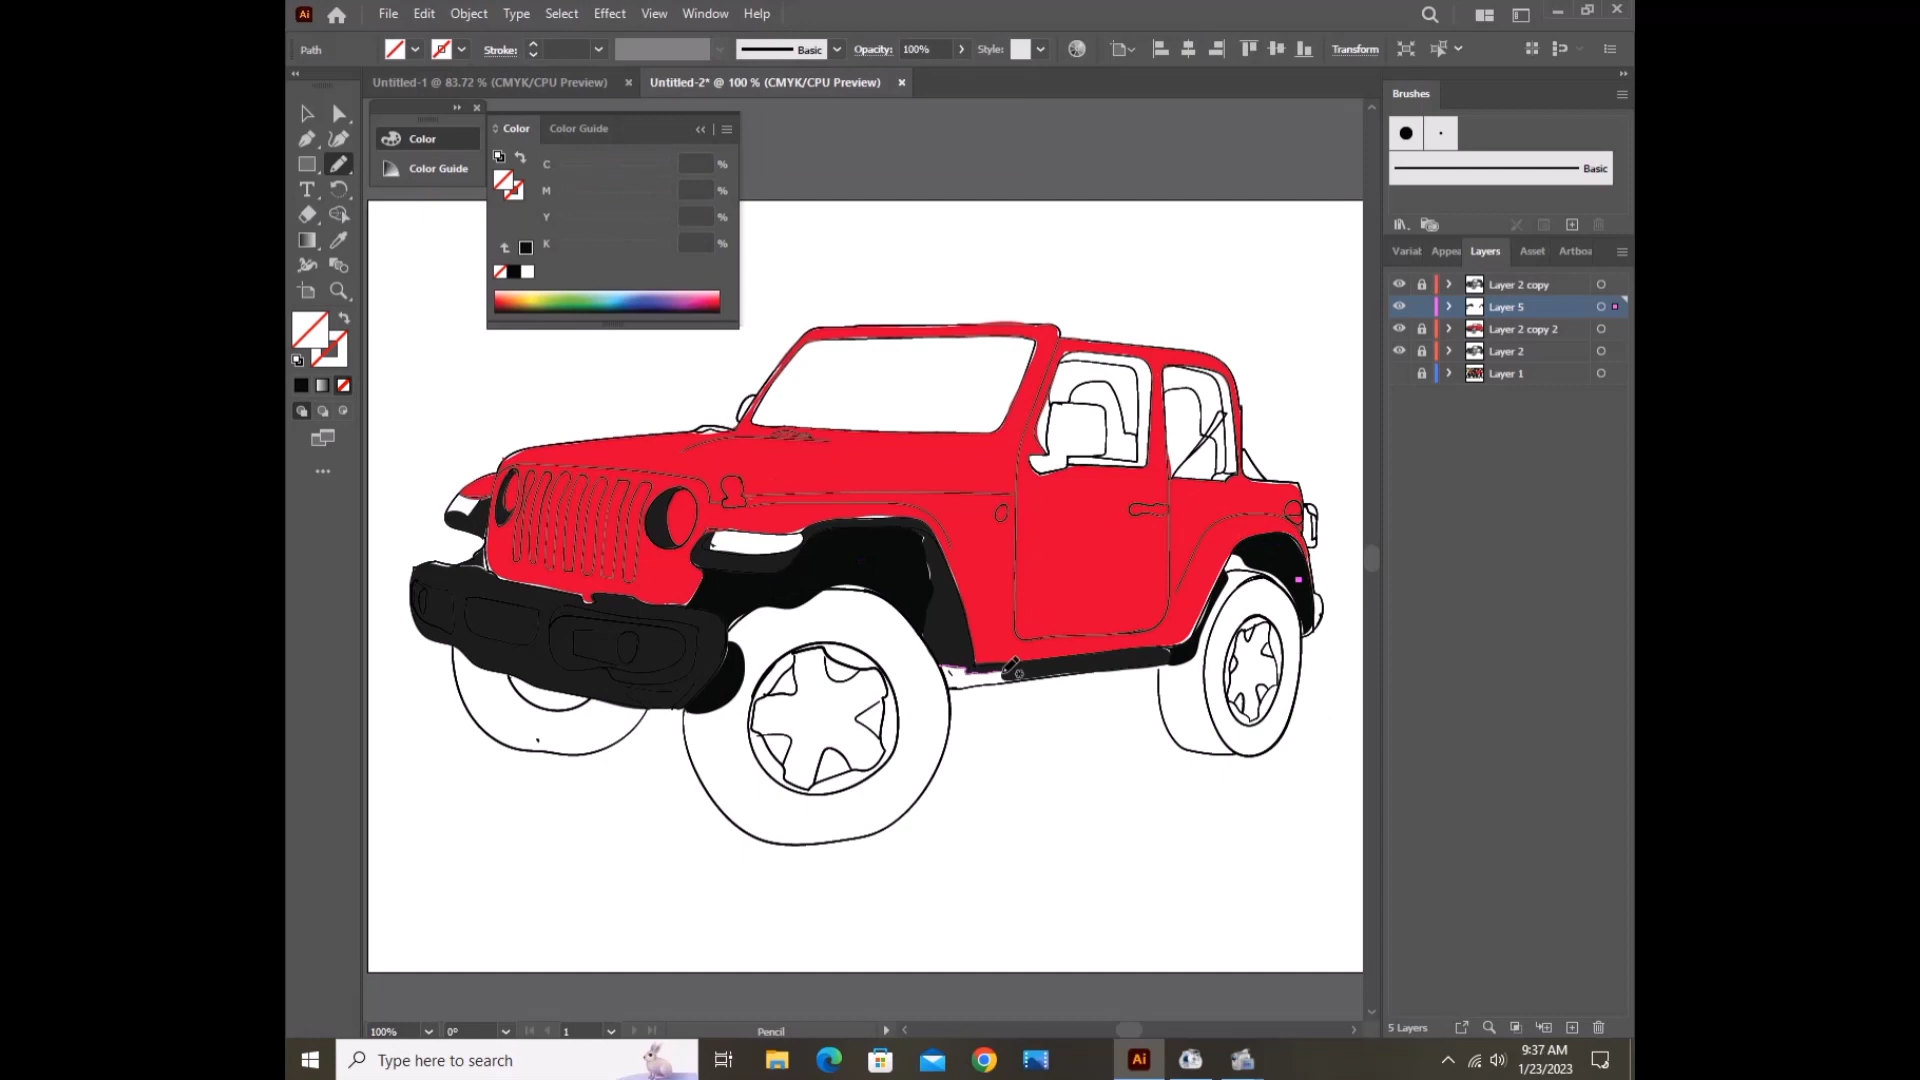 Ai File Edit Object Type Select Effect View Window Help
Path Stroke: Basic Opacity: 100% Style: Transform
Untitled-1 @ 83.72 % (CMYK/CPU Preview) Untitled-2* @ 100 % (CMYK/CPU Preview)
Color
Color Guide
Color Color Guide
C %
M %
Y %
K %
Brushes
Basic
Variat Appea Layers Asset Artboa
Layer 2 copy
Layer 5
Layer 2 copy 2
Layer 2
Layer 1
100% 0° 1 Pencil
5 Layers
Type here to search
Ai
9:37 AM
1/23/2023